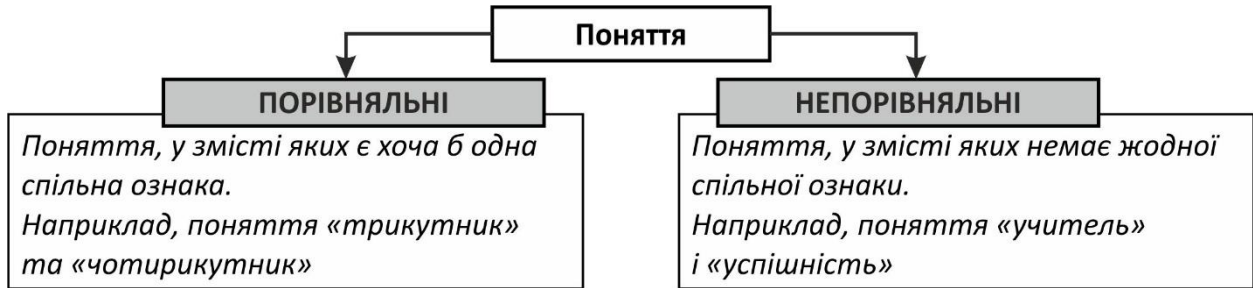 Поняття
ПОРІВНЯЛЬНІ
Поняття, у змісті яких є хоча б одна
спільна ознака.
Наприклад, поняття «трикутник»
та «чотирикутник»
НЕПОРІВНЯЛЬНІ
Поняття, у змісті яких немає жодної
спільної ознаки.
Наприклад, поняття «учитель»
і «успішність»